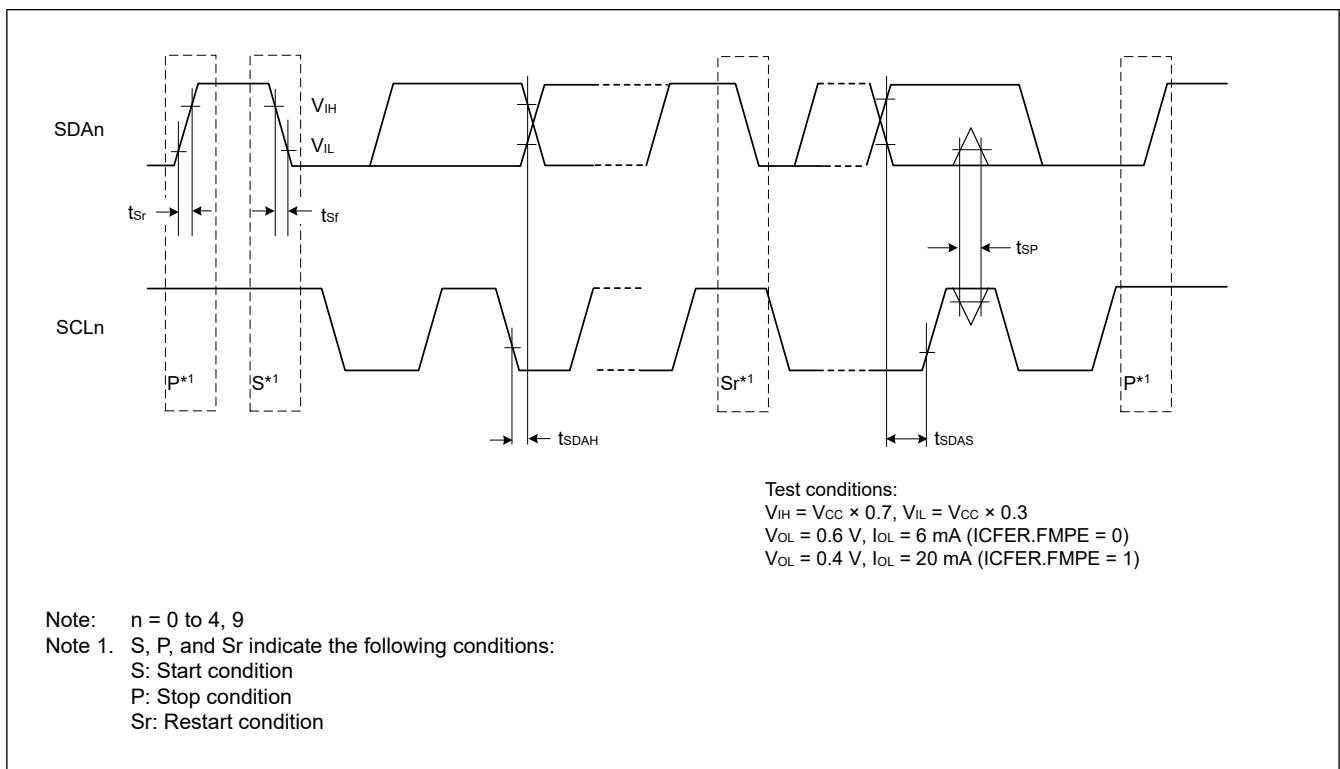 SDAn
VIH
VIL
tSr
tSf
tSP
SCLn
P*1
S*1
Sr*1
P*1
tSDAH
tSDAS
Test conditions:
VIH = VCC × 0.7, VIL = VCC × 0.3
VOL = 0.6 V, IOL = 6 mA (ICFER.FMPE = 0)
VOL = 0.4 V, IOL = 20 mA (ICFER.FMPE = 1)
Note: n = 0 to 4, 9
Note 1. S, P, and Sr indicate the following conditions:
S: Start condition
P: Stop condition
Sr: Restart condition